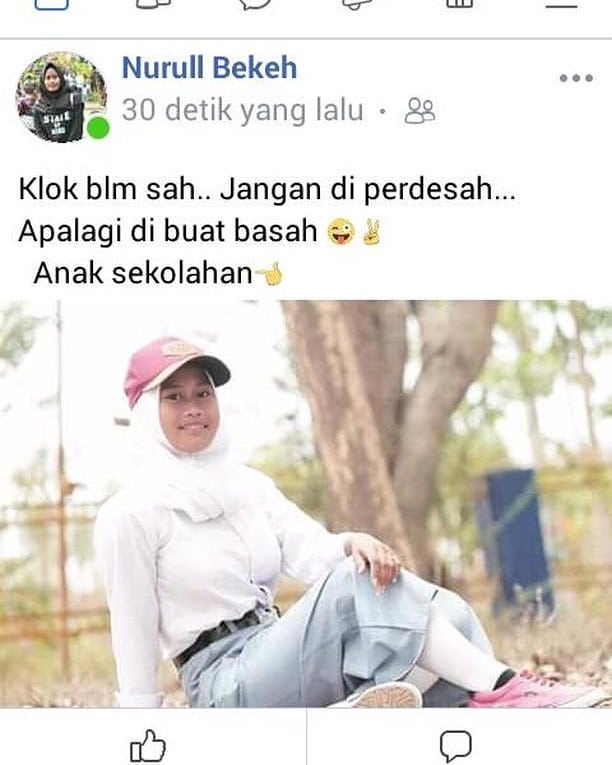 Nurull Bekeh
30 detik yang lalu
Klok blm sah.. Jangan di perdesah...
Apalagi di buat basah 😜✌
Anak sekolahan👈